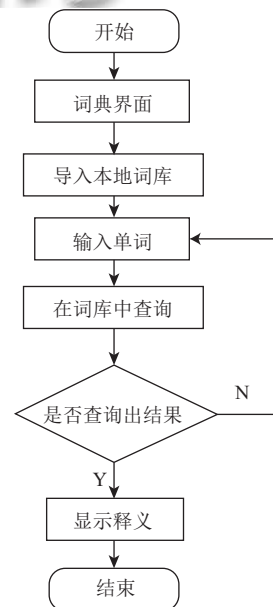 开始
词典界面
导入本地词库
输入单词
在词库中查询
是否查询出结果
N
Y
显示释义
结束